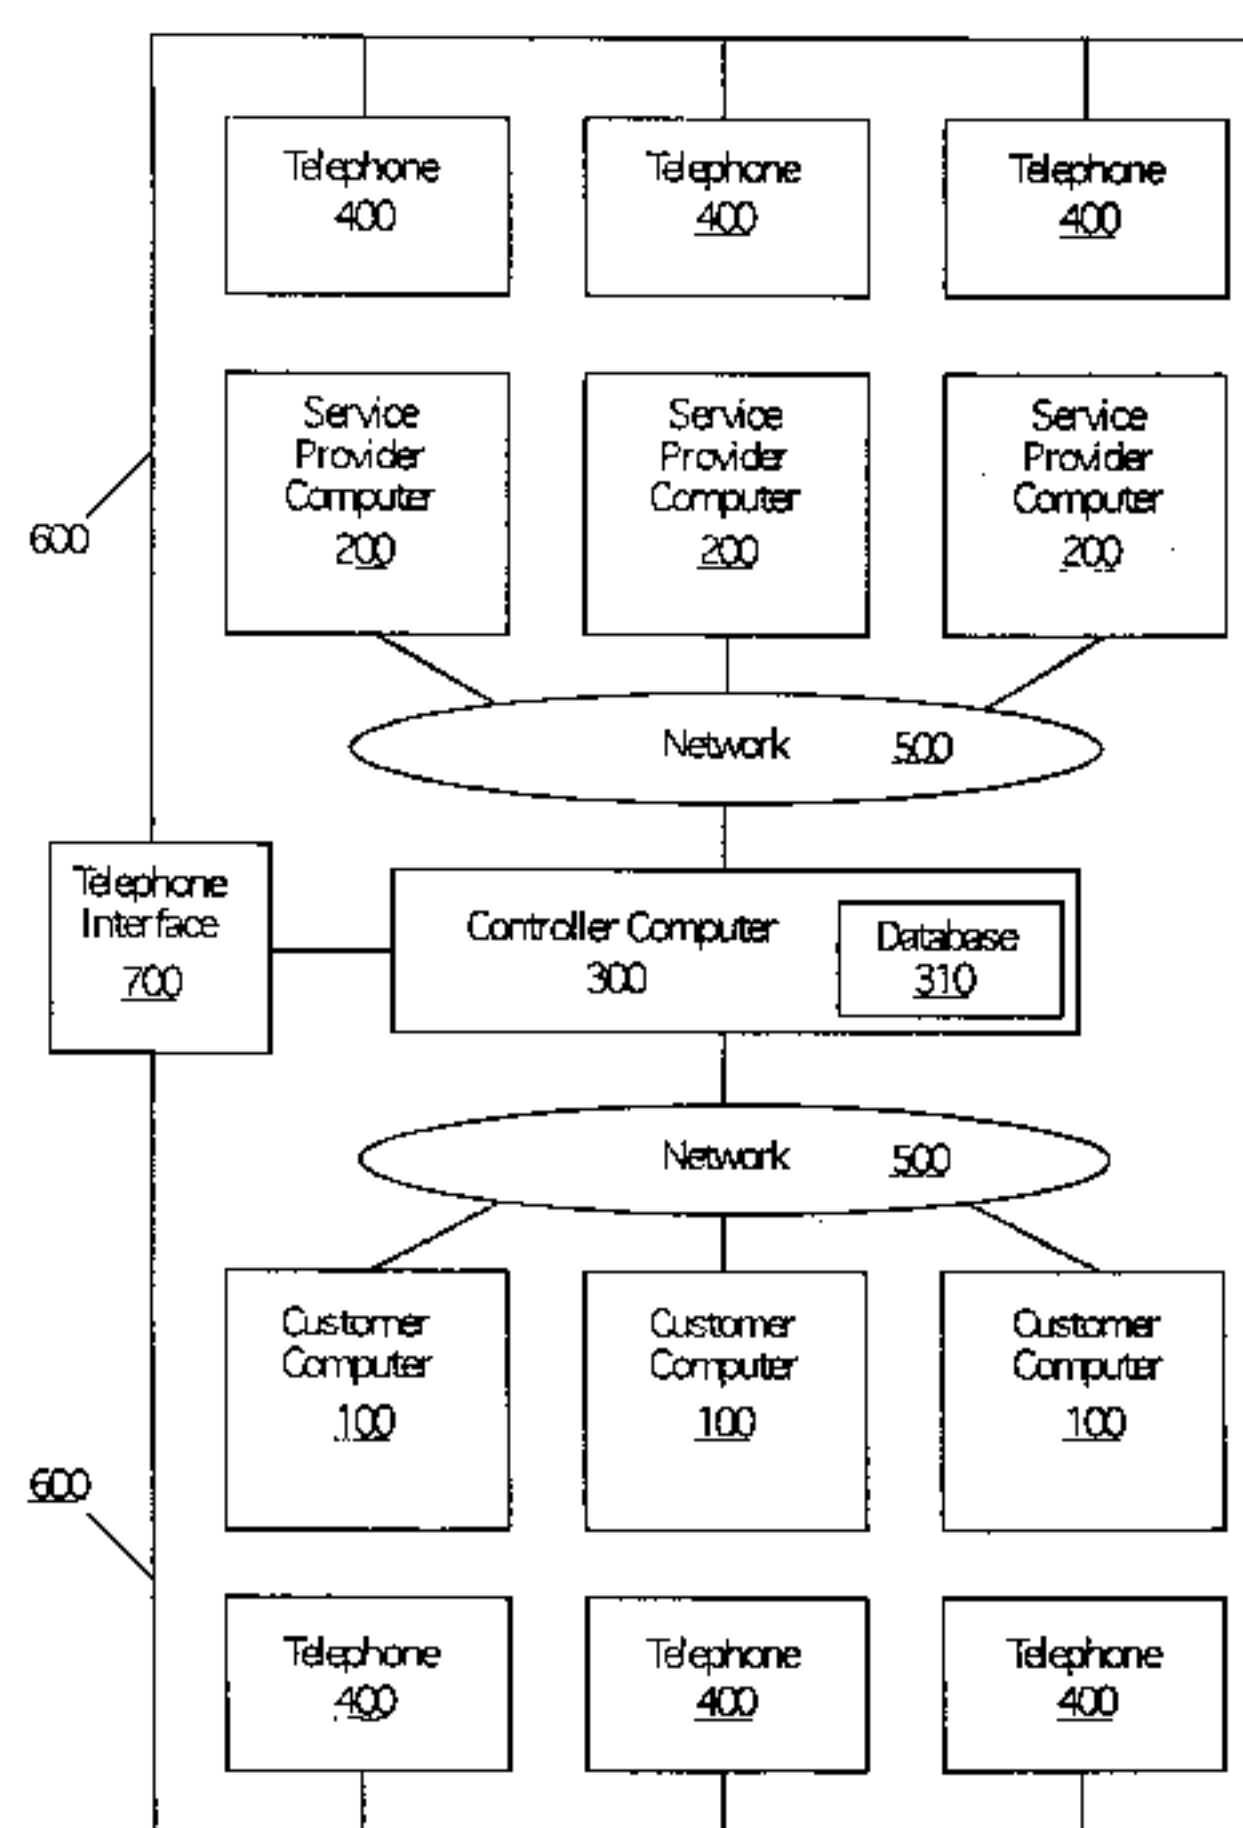 Telephone
400
Telephone
400
Telephone
400
Service
Provider
Computer
200
Service
Provider
Computer
200
Service
Provider
Computer
200
600
Network 500
Telephone
Interface
700
Controller Computer
300
Database
310
Network 500
Customer
Computer
100
Customer
Computer
100
Customer
Computer
100
600
Telephone
400
Telephone
400
Telephone
400